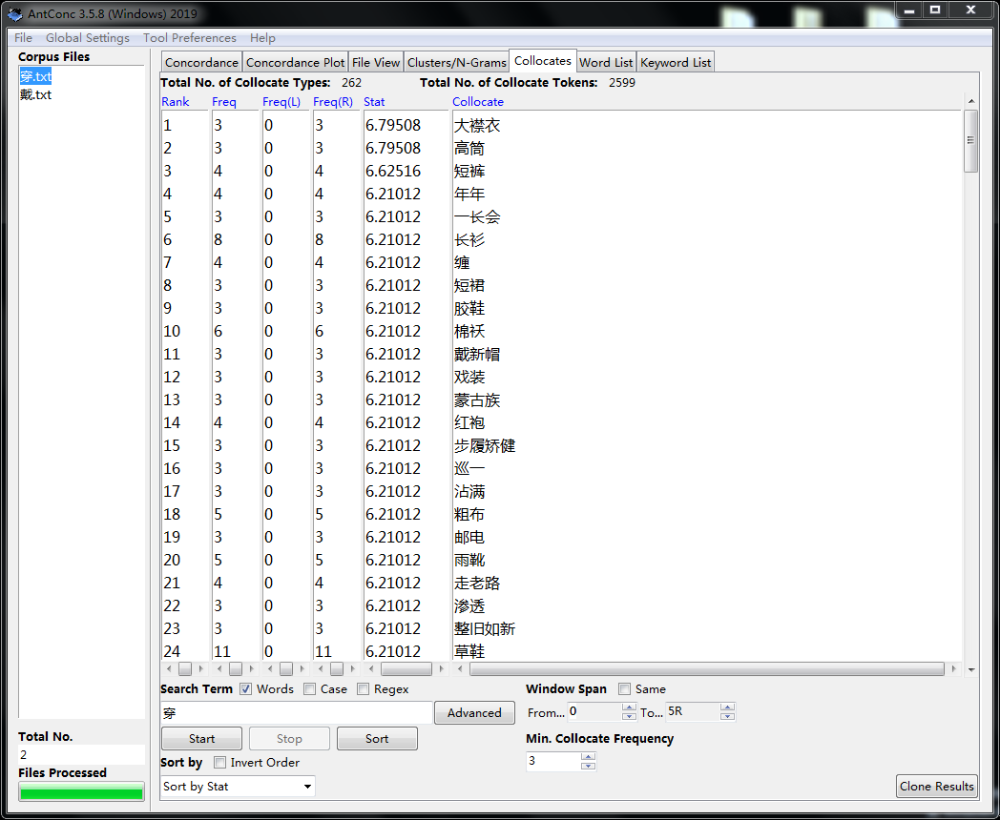 AntConc 3.5.8 (Windows) 2019
File Global Settings Tool Preferences Help
Corpus Files
穿.txt
戴.txt
Concordance Concordance Plot File View Clusters/N-Grams Collocates Word List Keyword List
Total No. of Collocate Types: 262 Total No. of Collocate Tokens: 2599
Rank Freq Freq(L) Freq(R) Stat Collocate
1 3 0 3 6.79508 大襟衣
2 3 0 3 6.79508 高筒
3 4 0 4 6.62516 短裤
4 4 0 4 6.21012 年年
5 3 0 3 6.21012 一长会
6 8 0 8 6.21012 长衫
7 4 0 4 6.21012 缠
8 3 0 3 6.21012 短裙
9 3 0 3 6.21012 胶鞋
10 6 0 6 6.21012 棉袄
11 3 0 3 6.21012 戴新帽
12 3 0 3 6.21012 戏装
13 3 0 3 6.21012 蒙古族
14 4 0 4 6.21012 红袍
15 3 0 3 6.21012 步履矫健
16 3 0 3 6.21012 巡一
17 3 0 3 6.21012 沾满
18 5 0 5 6.21012 粗布
19 3 0 3 6.21012 邮电
20 5 0 5 6.21012 雨靴
21 4 0 4 6.21012 走老路
22 3 0 3 6.21012 渗透
23 3 0 3 6.21012 整旧如新
24 11 0 11 6.21012 草鞋
Search Term Words Case Regex Window Span Same
穿 Advanced From... 0 To... 5R
Start Stop Sort Min. Collocate Frequency
Total No.
2
Files Processed
Sort by Invert Order 3
Sort by Stat Clone Results